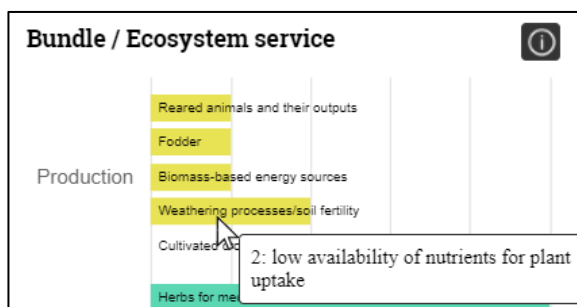 Bundle / Ecosystem service
Reared animals and their outputs
Fodder
Production
Biomass-based energy sources
Weathering processes/soil fertility
Cultivated
2: low availability of nutrients for plant
uptake
Herbs for